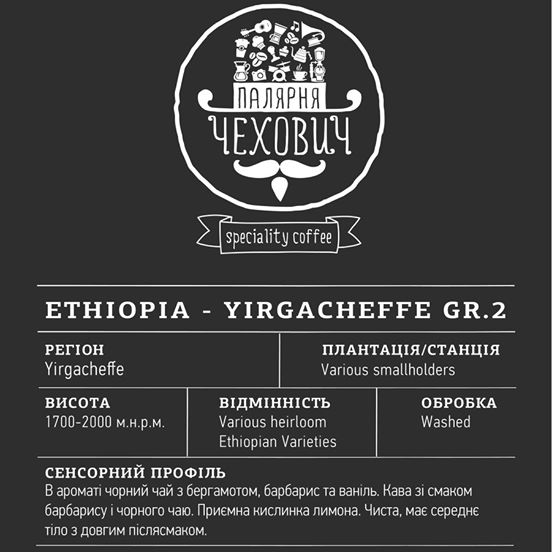 ПАЛЯРНЯ
ЧЕХОВИЧ
speciality coffee
ETHIOPIA - YIRGACHEFFE GR.2
РЕГІОН
Yirgacheffe
ПЛАНТАЦІЯ/СТАНЦІЯ
Various smallholders
ВИСОТА
1700-2000 м.н.р.м.
ВІДМІННІСТЬ
Various heirloom
Ethiopian Varieties
ОБРОБКА
Washed
СЕНСОРНИЙ ПРОФІЛЬ
В ароматі чорний чай з бергамотом, барбарис та ваніль. Кава зі смаком
барбарису і чорного чаю. Приємна кислинка лимона. Чиста, має середнє
тіло з довгим післясмаком.